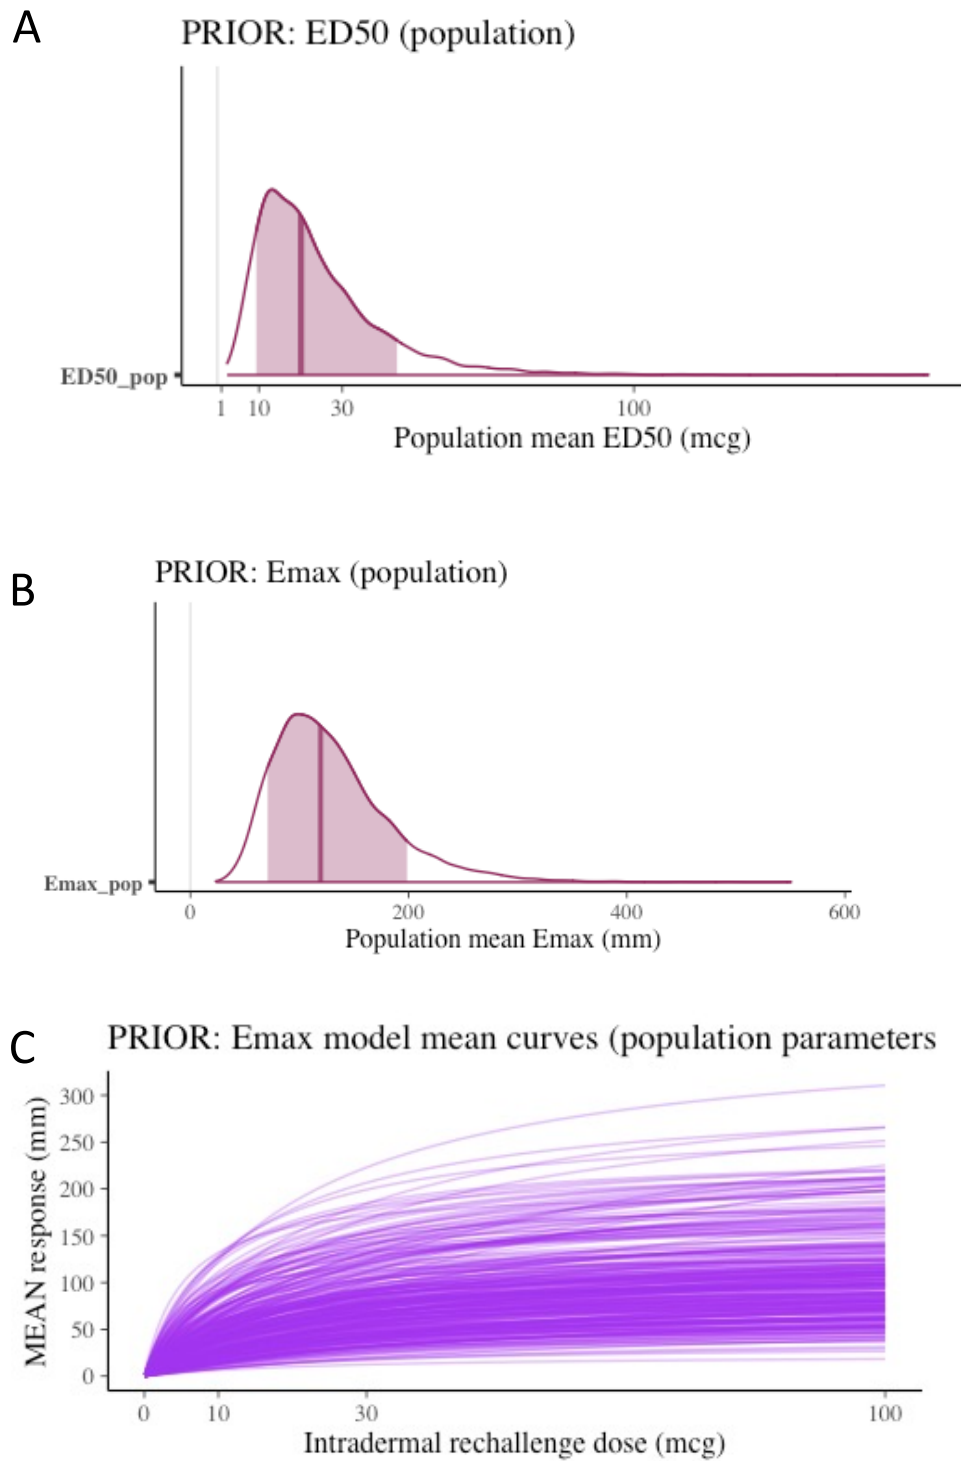 A
PRIOR: ED50 (population)
ED50_pop
1 10 30 100
Population mean ED50 (mcg)
B
PRIOR: Emax (population)
Emax_pop
0 200 400 600
Population mean Emax (mm)
C
PRIOR: Emax model mean curves (population parameters
MEAN response (mm)
300
250
200
150
100
50
0
0 10 30 100
Intradermal rechallenge dose (mcg)